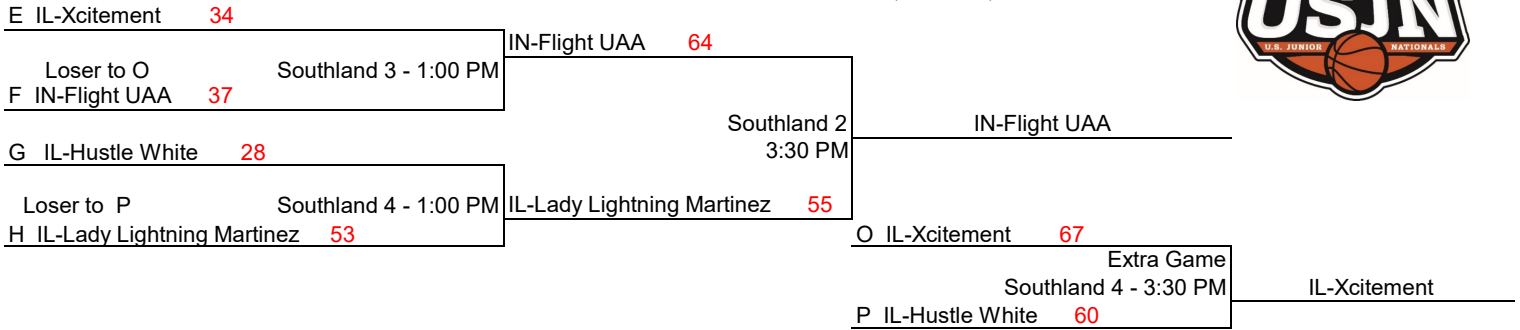 E IL-Xcitement 34
IN-Flight UAA 64
Loser to O Southland 3 - 1:00 PM
F IN-Flight UAA 37
Southland 2 IN-Flight UAA
3:30 PM
G IL-Hustle White 28
Loser to P Southland 4 - 1:00 PM IL-Lady Lightning Martinez 55
H IL-Lady Lightning Martinez 53
O IL-Xcitement 67
Extra Game
Southland 4 - 3:30 PM IL-Xcitement
P IL-Hustle White 60
USJN
U.S. JUNIOR NATIONALS